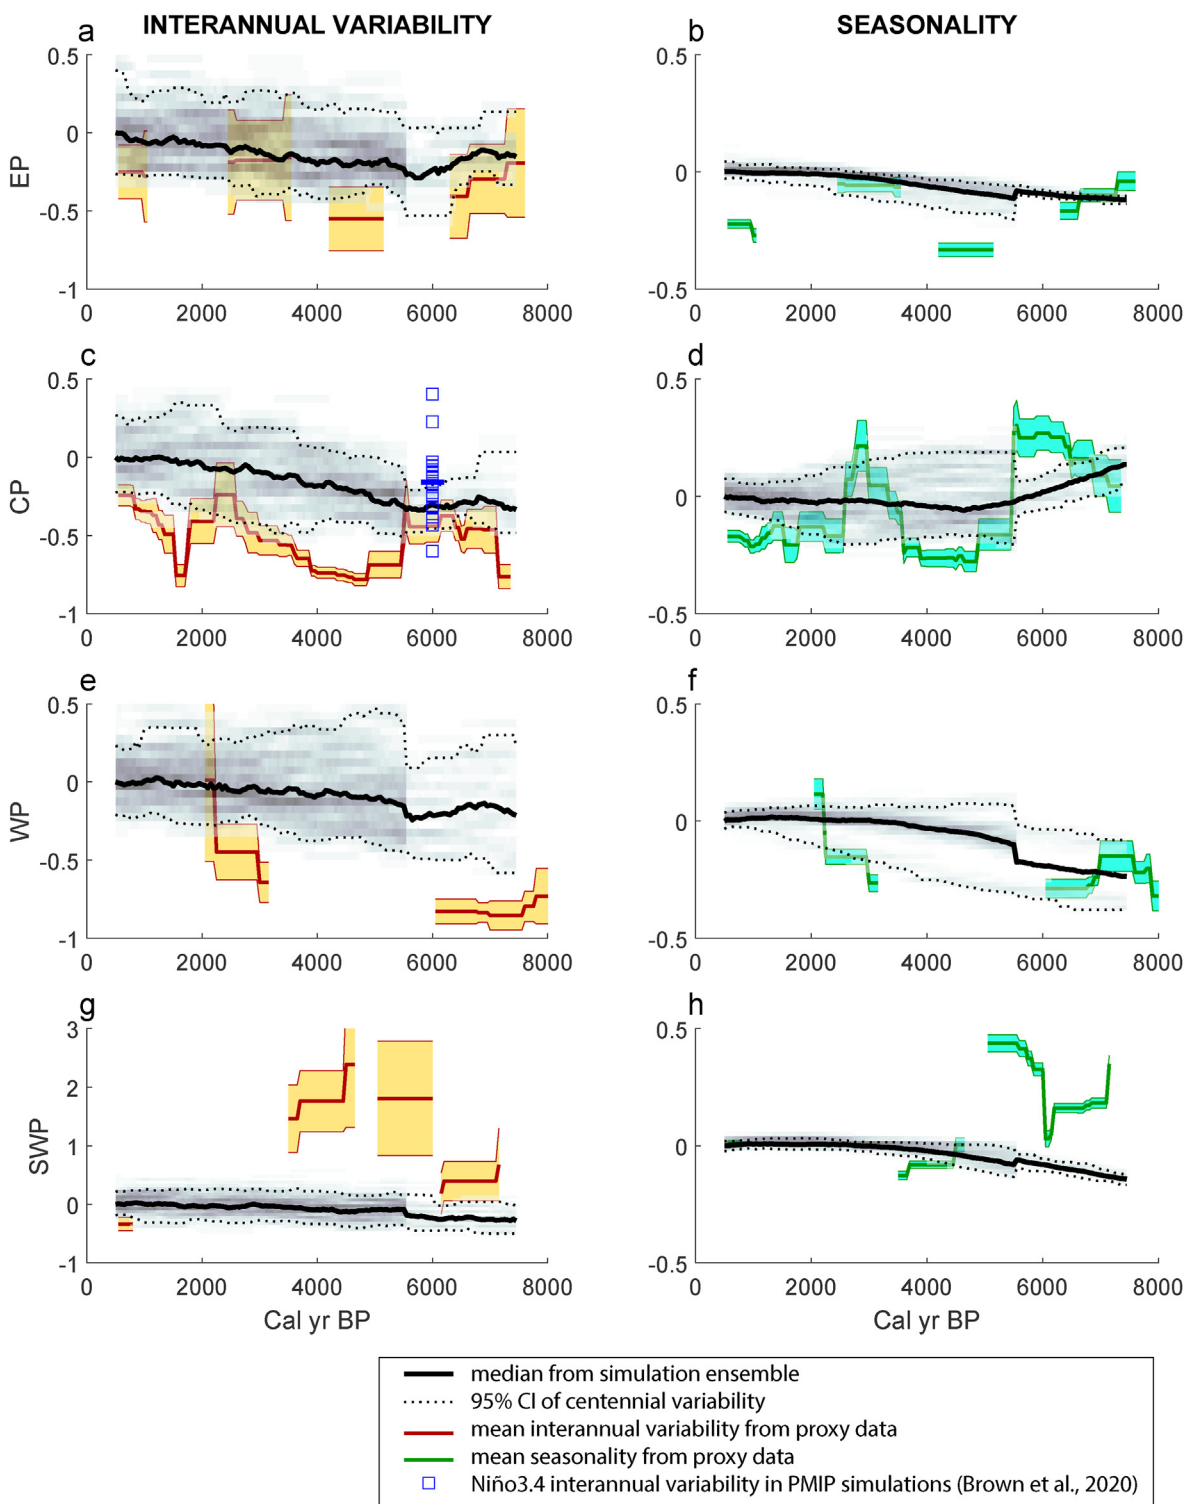 INTERANNUAL VARIABILITY
SEASONALITY
a
b
0.5
0
-0.5
-1
EP
0 2000 4000 6000 8000
0.5
0
-0.5
0 2000 4000 6000 8000
c
d
0.5
0
-0.5
-1
CP
0 2000 4000 6000 8000
0.5
0
-0.5
0 2000 4000 6000 8000
e
f
0.5
0
-0.5
-1
WP
0 2000 4000 6000 8000
0.5
0
-0.5
0 2000 4000 6000 8000
g
h
3
2
1
0
-1
SWP
0 2000 4000 6000 8000
Cal yr BP
0.5
0
-0.5
0 2000 4000 6000 8000
Cal yr BP
median from simulation ensemble
95% CI of centennial variability
mean interannual variability from proxy data
mean seasonality from proxy data
Niño3.4 interannual variability in PMIP simulations (Brown et al., 2020)